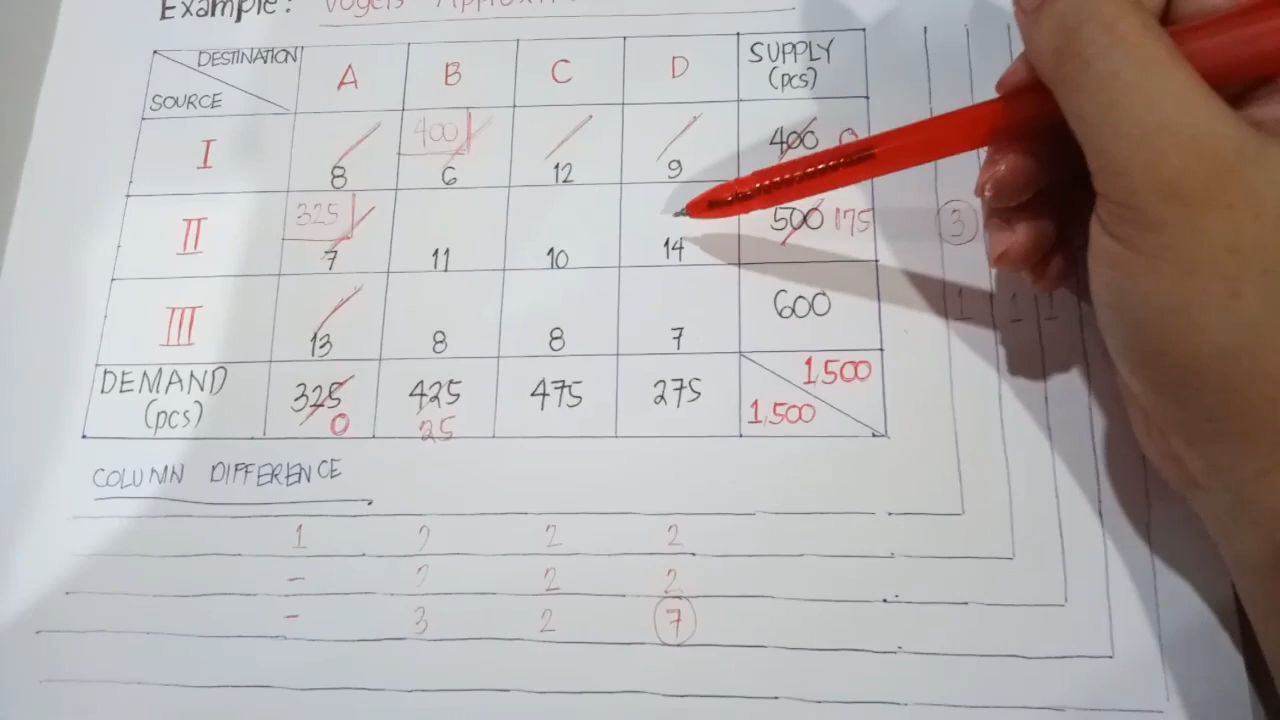 Example: Vogel's
DESTINATION
SOURCE
A B C D SUPPLY (pcs)
I 8 400 6 12 9 400 0
II 325 7 11 10 14 500 175 3
III 13 8 8 7 600 1 1 1
DEMAND (pcs) 325 0 425 25 475 275 1,500 1,500
COLUMN DIFFERENCE
1 2 2 2
- 2 2 2
- 3 2 7